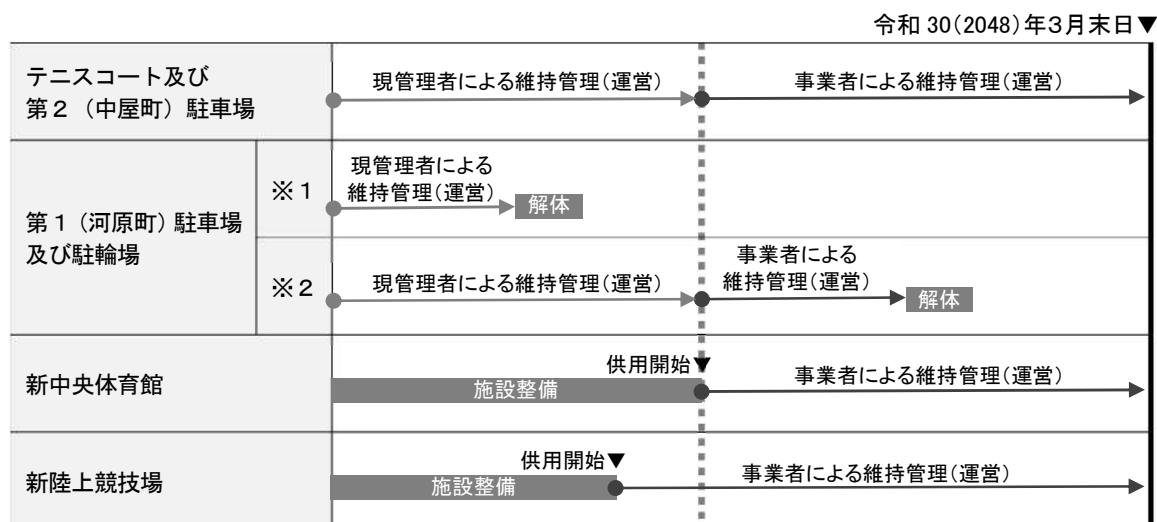 令和 30(2048)年3月末日▼
テニスコート及び
第2（中屋町）駐車場
現管理者による維持管理(運営)
事業者による維持管理(運営)
第1（河原町）駐車場
及び駐輪場
※1
現管理者による
維持管理(運営)
解体
※2
現管理者による維持管理(運営)
事業者による
維持管理(運営)
解体
新中央体育館
供用開始▼
施設整備
事業者による維持管理(運営)
新陸上競技場
供用開始▼
施設整備
事業者による維持管理(運営)